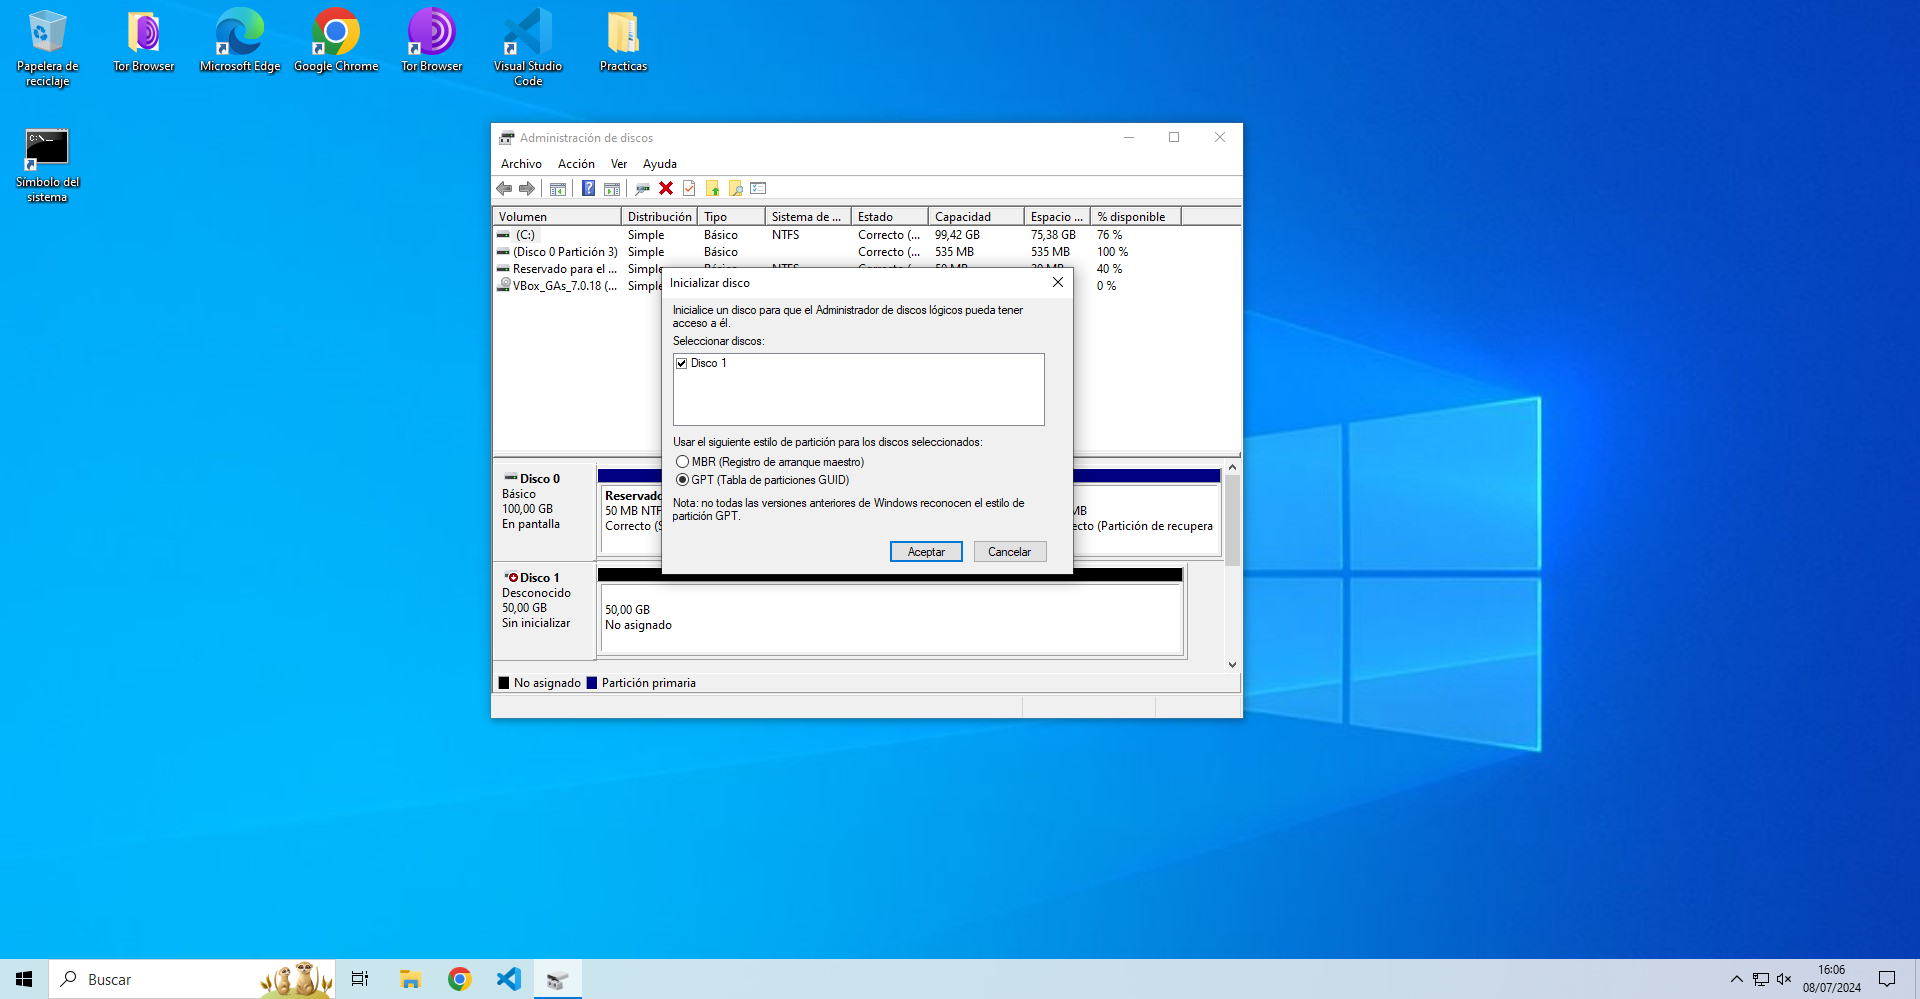 Papelera de
reciclaje
Tor Browser
Microsoft Edge
Google Chrome
Tor Browser
Visual Studio
Code
Practicas
Símbolo del
sistema
Administración de discos
Archivo Acción Ver Ayuda
Volumen Distribución Tipo Sistema de ... Estado Capacidad Espacio ... % disponible
(C:) Simple Básico NTFS Correcto (... 99,42 GB 75,38 GB 76 %
(Disco 0 Partición 3) Simple Básico Correcto (... 535 MB 535 MB 100 %
Reservado para el ... Simple 40 %
VBox_GAs_7.0.18 (... Simple 0 %
Inicializar disco
Inicialice un disco para que el Administrador de discos lógicos pueda tener
acceso a él.
Seleccionar discos:
Disco 1
Usar el siguiente estilo de partición para los discos seleccionados:
MBR (Registro de arranque maestro)
GPT (Tabla de particiones GUID)
Nota: no todas las versiones anteriores de Windows reconocen el estilo de
partición GPT.
Aceptar Cancelar
Disco 0
Básico
100,00 GB
En pantalla
Reservado
50 MB NTF
Correcto (S
MB
ecto (Partición de recupera
Disco 1
Desconocido
50,00 GB
Sin inicializar
50,00 GB
No asignado
No asignado Partición primaria
Buscar
16:06
08/07/2024